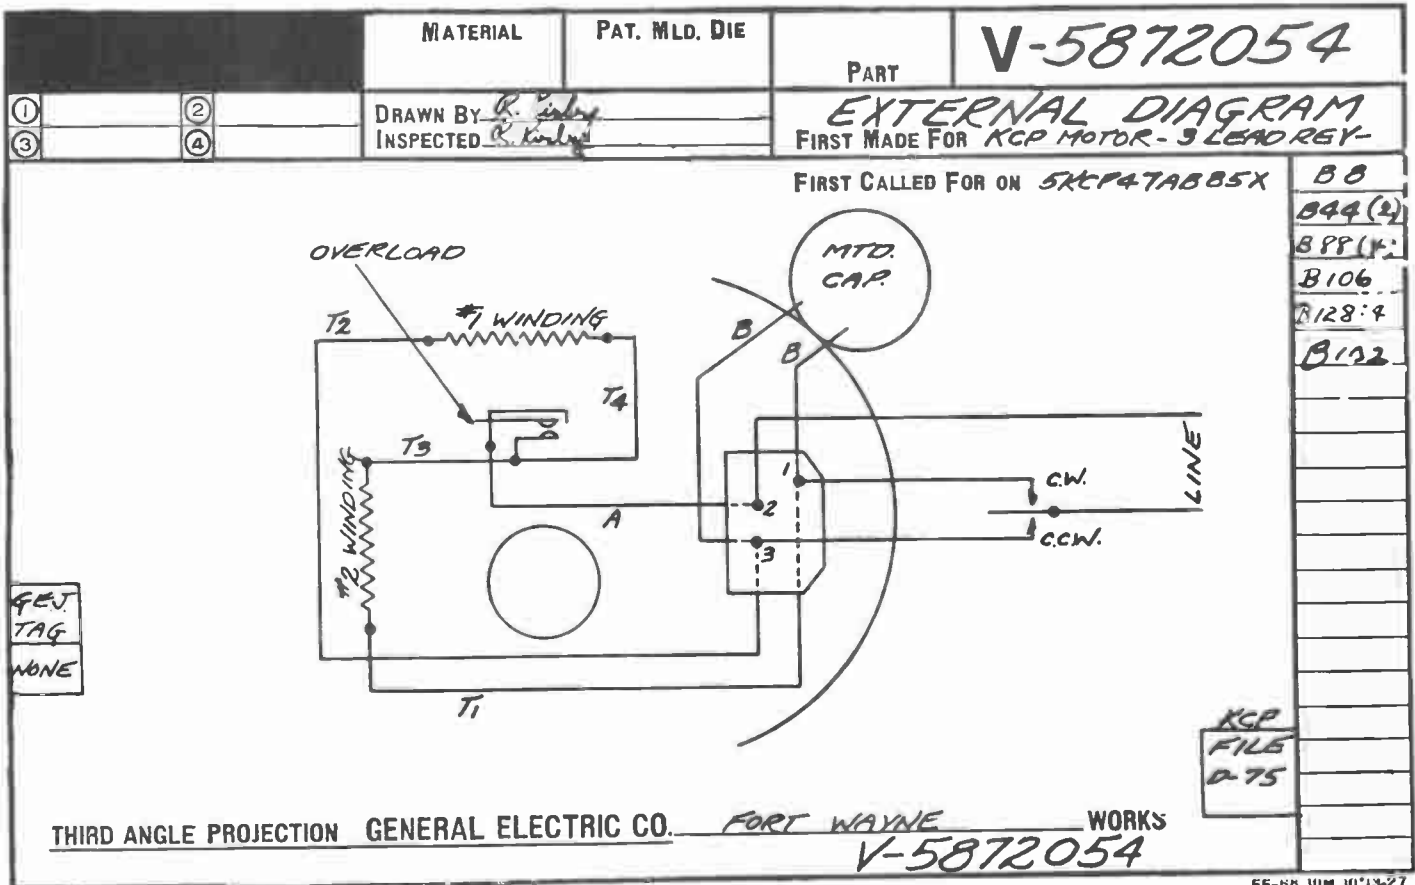 MATERIAL
PAT. MLD. DIE
PART
V-5872054
① ②
③ ④
DRAWN BY
INSPECTED
EXTERNAL DIAGRAM
FIRST MADE FOR KCP MOTOR - 3 LEAD REV-
FIRST CALLED FOR ON 5KCP47AB85X
B8
B44 (2)
B88
B106
B128:4
B132
OVERLOAD
MTD.
CAP.
#1 WINDING
T2
B
B
T4
T3
LINE
#2 WINDING
1
C.W.
2
A
3
C.C.W.
GEJ
TAG
NONE
T1
KCP
FILE
D-75
THIRD ANGLE PROJECTION GENERAL ELECTRIC CO. FORT WAYNE WORKS
V-5872054